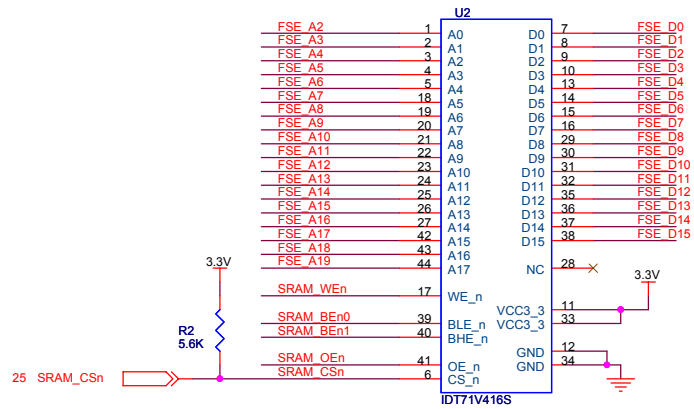 U2
FSE_A2 1 A0 D0 7 FSE_D0
FSE_A3 2 A1 D1 8 FSE_D1
FSE_A4 3 A2 D2 9 FSE_D2
FSE_A5 4 A3 D3 10 FSE_D3
FSE_A6 5 A4 D4 13 FSE_D4
FSE_A7 18 A5 D5 14 FSE_D5
FSE_A8 19 A6 D6 15 FSE_D6
FSE_A9 20 A7 D7 16 FSE_D7
FSE_A10 21 A8 D8 29 FSE_D8
FSE_A11 22 A9 D9 30 FSE_D9
FSE_A12 23 A10 D10 31 FSE_D10
FSE_A13 24 A11 D11 32 FSE_D11
FSE_A14 25 A12 D12 35 FSE_D12
FSE_A15 26 A13 D13 36 FSE_D13
FSE_A16 27 A14 D14 37 FSE_D14
FSE_A17 42 A15 D15 38 FSE_D15
FSE_A18 43 A16
FSE_A19 44 A17 NC 28
3.3V
3.3V
SRAM_WEn 17 WE_n
VCC3_3 11
SRAM_BEn0 39 BLE_n VCC3_3 33
SRAM_BEn1 40 BHE_n
R2
5.6K
GND 12
SRAM_OEn 41 OE_n GND 34
25 SRAM_CSn SRAM_CSn 6 CS_n
IDT71V416S